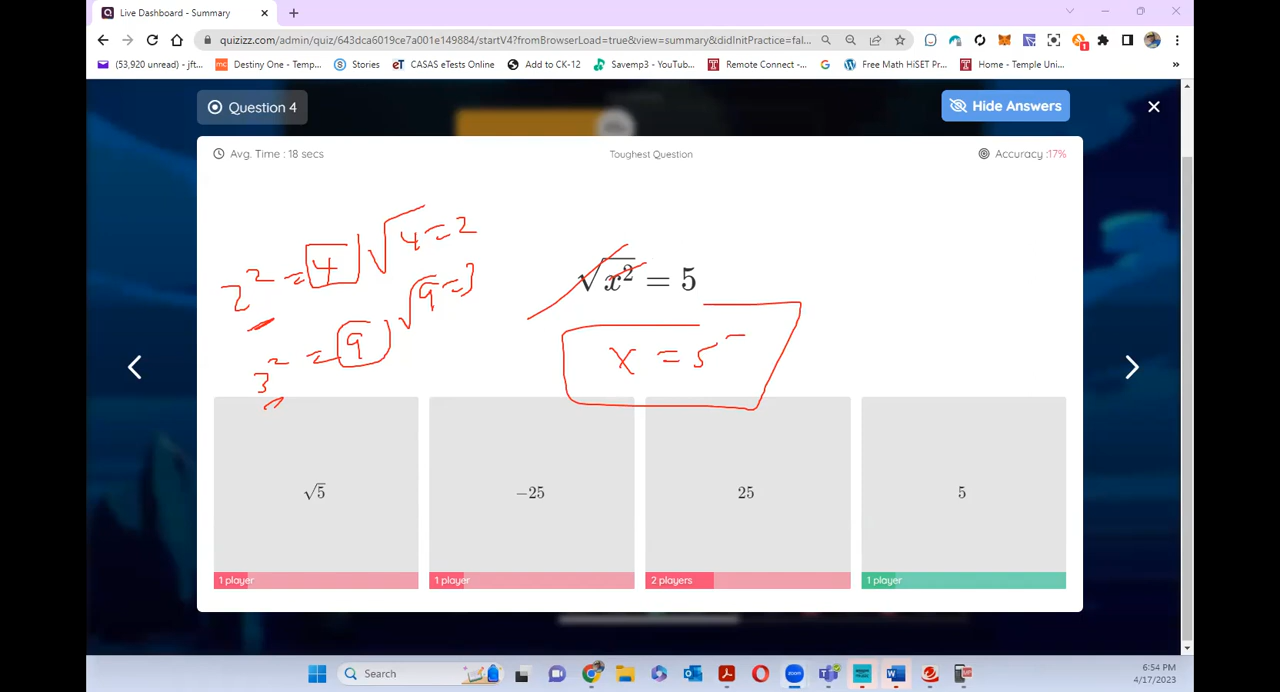 Live Dashboard - Summary
quizizz.com/admin/quiz/643dca6019ce7a001e149884/startV4?fromBrowserLoad=true&view=summary&didInitPractice=fal...
(53,920 unread) - jft... Destiny One - Temp... Stories CASAS eTests Online Add to CK-12 Savemp3 - YouTub... Remote Connect -... Free Math HiSET Pr... Home - Temple Uni... »
Question 4
Hide Answers
Avg. Time : 18 secs
Toughest Question
Accuracy :17%
2² = 4 √4 = 2
3² = 9 √9 = 3
√x² = 5
x = 5
√5
−25
25
5
1 player
1 player
2 players
1 player
Search
6:54 PM
4/17/2023